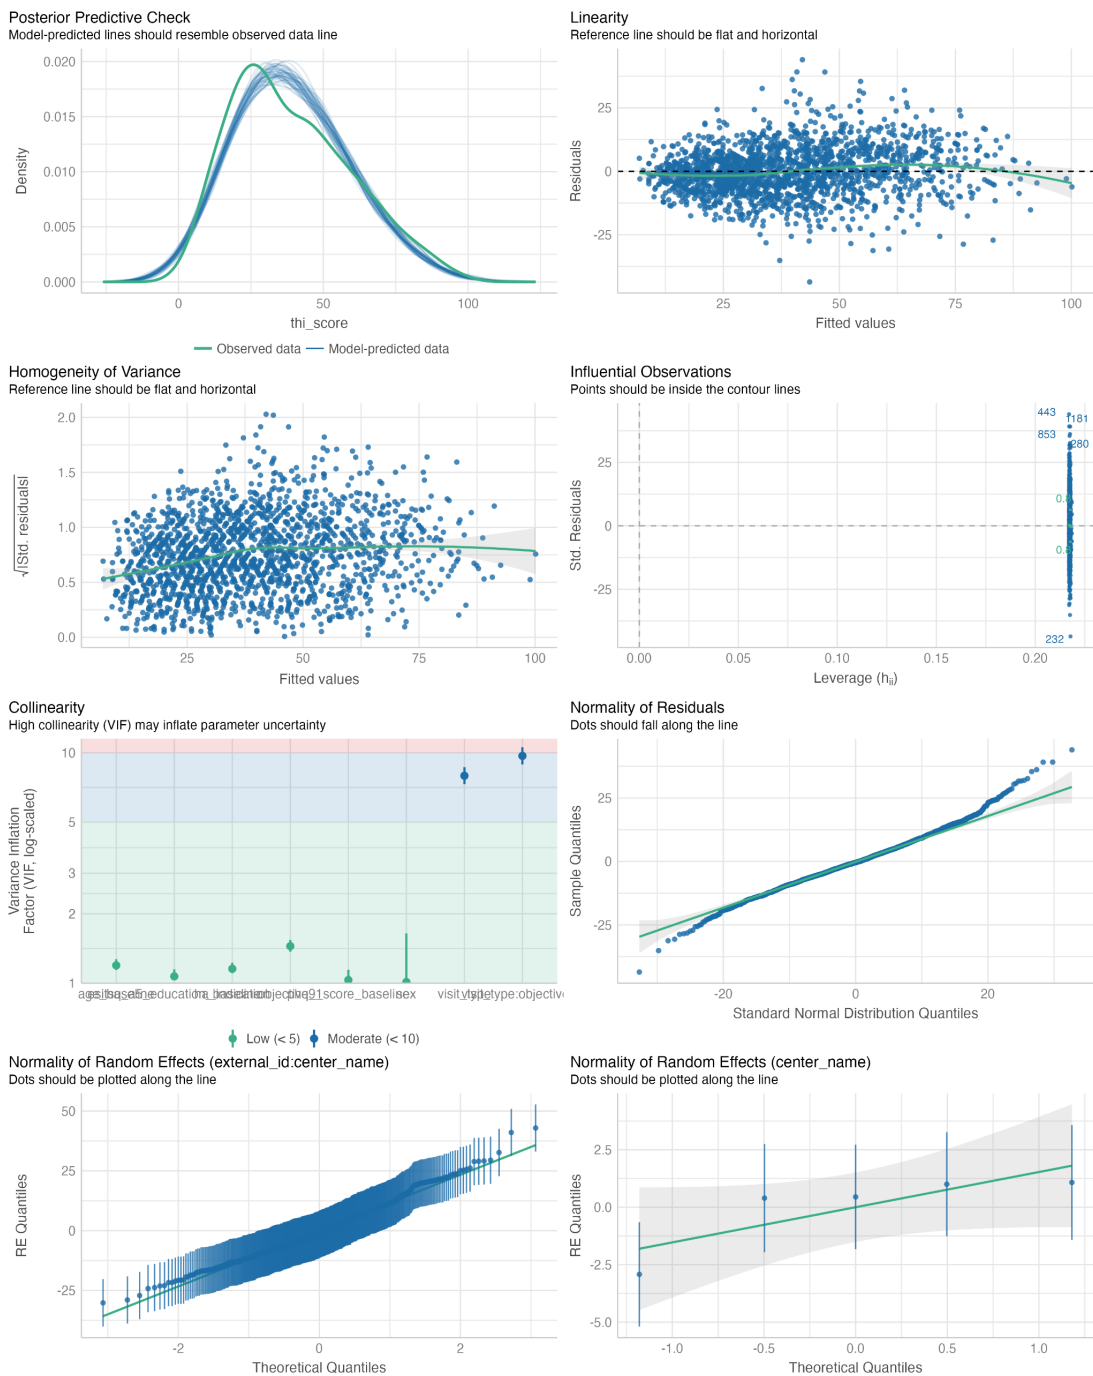 Posterior Predictive Check
Model-predicted lines should resemble observed data line
0.020
0.015
0.010
0.005
0.000
Density
0
50
100
thi_score
Observed data
Model-predicted data
Linearity
Reference line should be flat and horizontal
25
0
-25
Residuals
25
50
75
100
Fitted values
Homogeneity of Variance
Reference line should be flat and horizontal
2.0
1.5
1.0
0.5
0.0
√|Std. residuals|
25
50
75
100
Fitted values
Influential Observations
Points should be inside the contour lines
443
181
853
280
232
25
0
-25
Std. Residuals
0.00
0.05
0.10
0.15
0.20
Leverage (hii)
Collinearity
High collinearity (VIF) may inflate parameter uncertainty
10
5
3
2
1
Variance Inflation
Factor (VIF, log-scaled)
sex
Low (< 5)
Moderate (< 10)
Normality of Residuals
Dots should fall along the line
25
0
-25
Sample Quantiles
-20
0
20
Standard Normal Distribution Quantiles
Normality of Random Effects (external_id:center_name)
Dots should be plotted along the line
50
25
0
-25
RE Quantiles
-2
0
2
Theoretical Quantiles
Normality of Random Effects (center_name)
Dots should be plotted along the line
2.5
0.0
-2.5
-5.0
RE Quantiles
-1.0
-0.5
0.0
0.5
1.0
Theoretical Quantiles